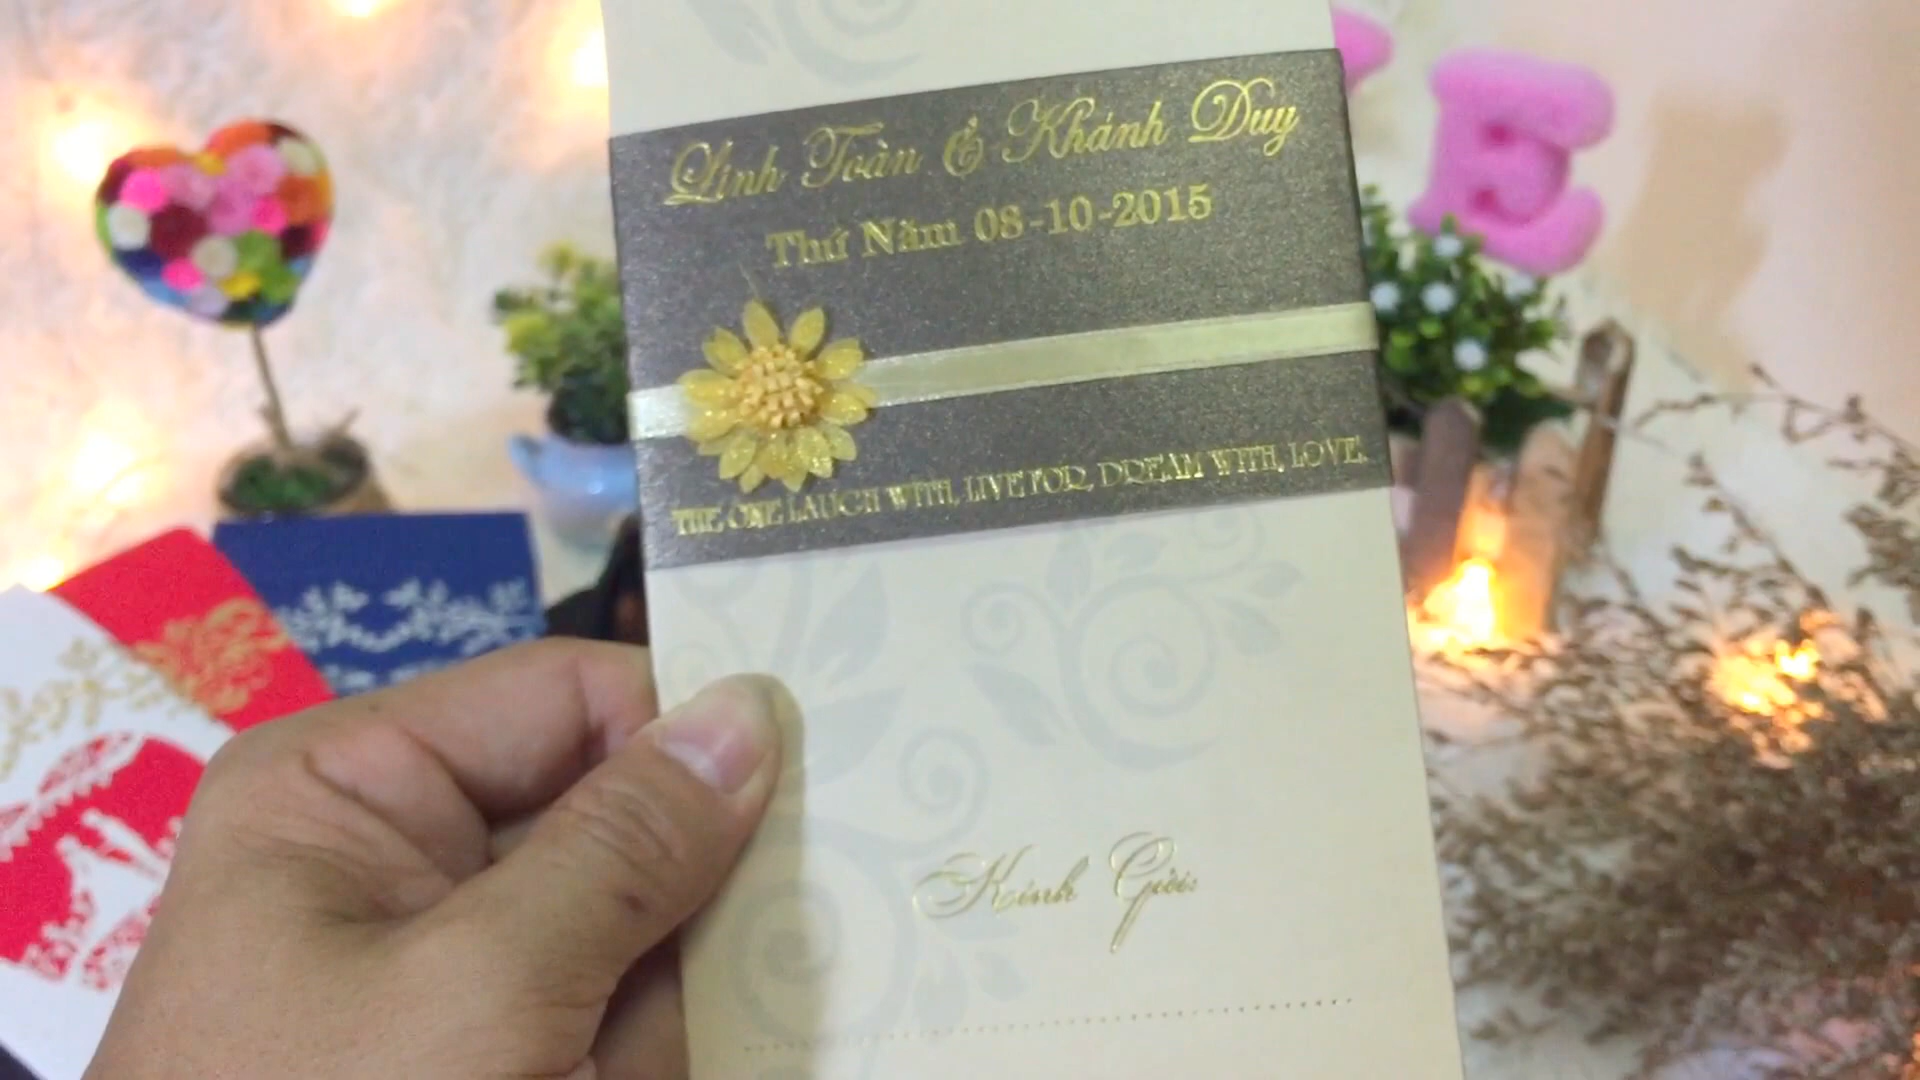 Linh Toàn & Khánh Duy
Thứ Năm 08-10-2015
THE ONE LAUGH WITH, LIVE FOR, DREAM WITH, LOVE!
Kính Gởi:
E